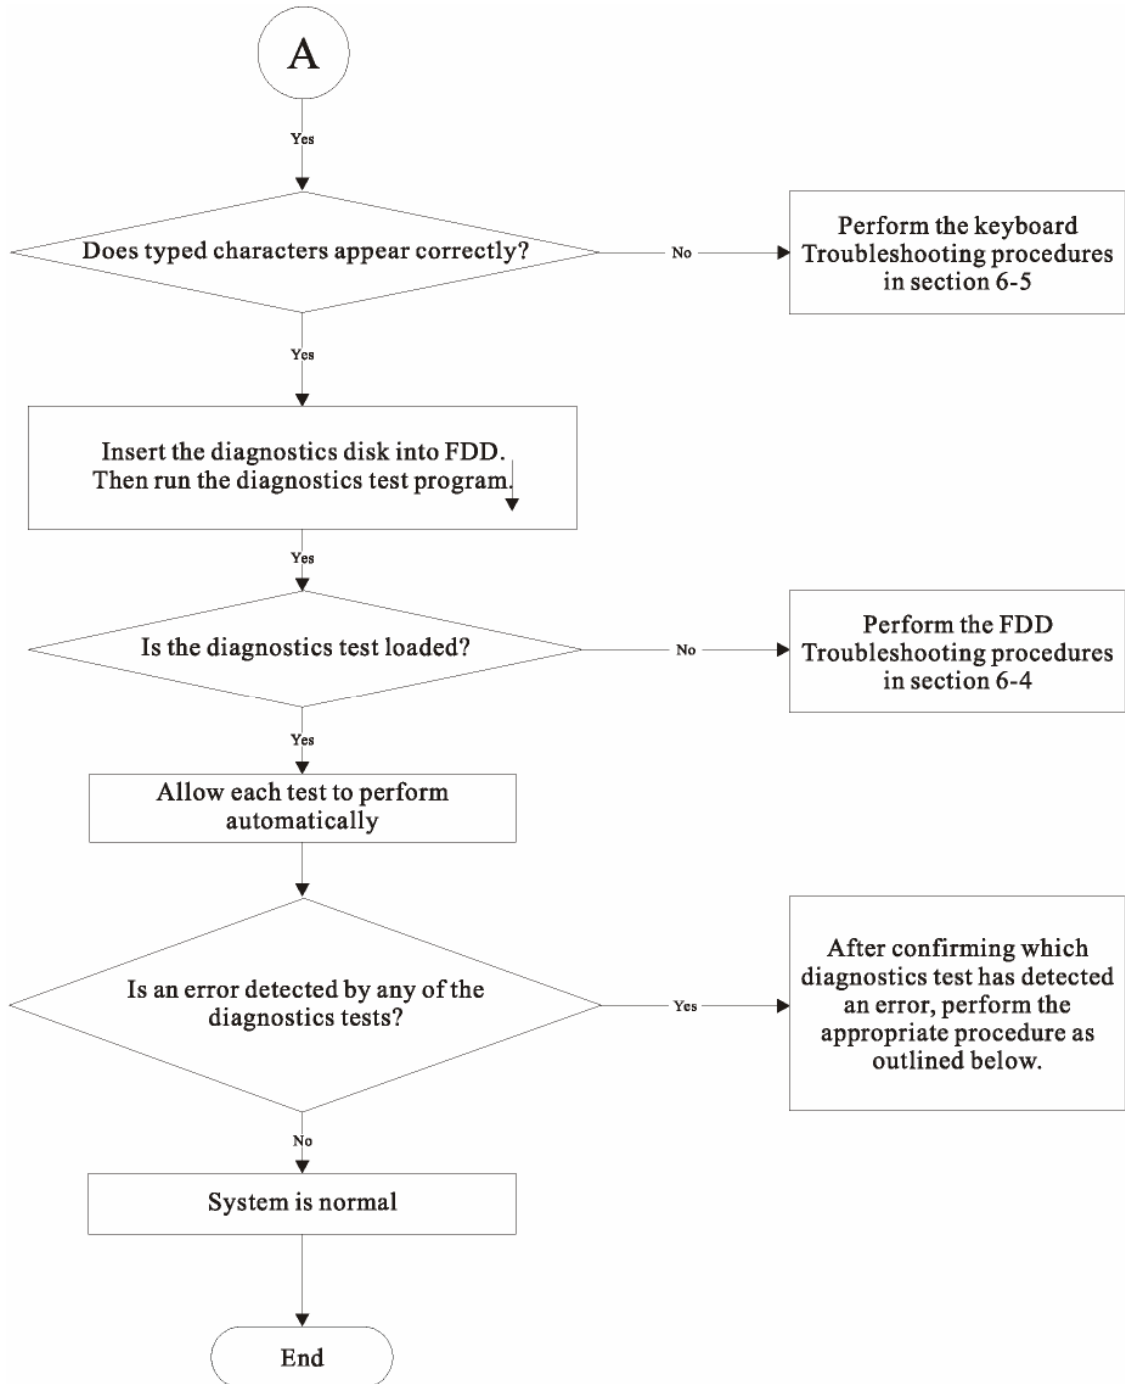 A
Yes
Does typed characters appear correctly?
No
Perform the keyboard
Troubleshooting procedures
in section 6-5
Yes
Insert the diagnostics disk into FDD.
Then run the diagnostics test program.
Yes
Is the diagnostics test loaded?
No
Perform the FDD
Troubleshooting procedures
in section 6-4
Yes
Allow each test to perform
automatically
Is an error detected by any of the
diagnostics tests?
Yes
After confirming which
diagnostics test has detected
an error, perform the
appropriate procedure as
outlined below.
No
System is normal
End